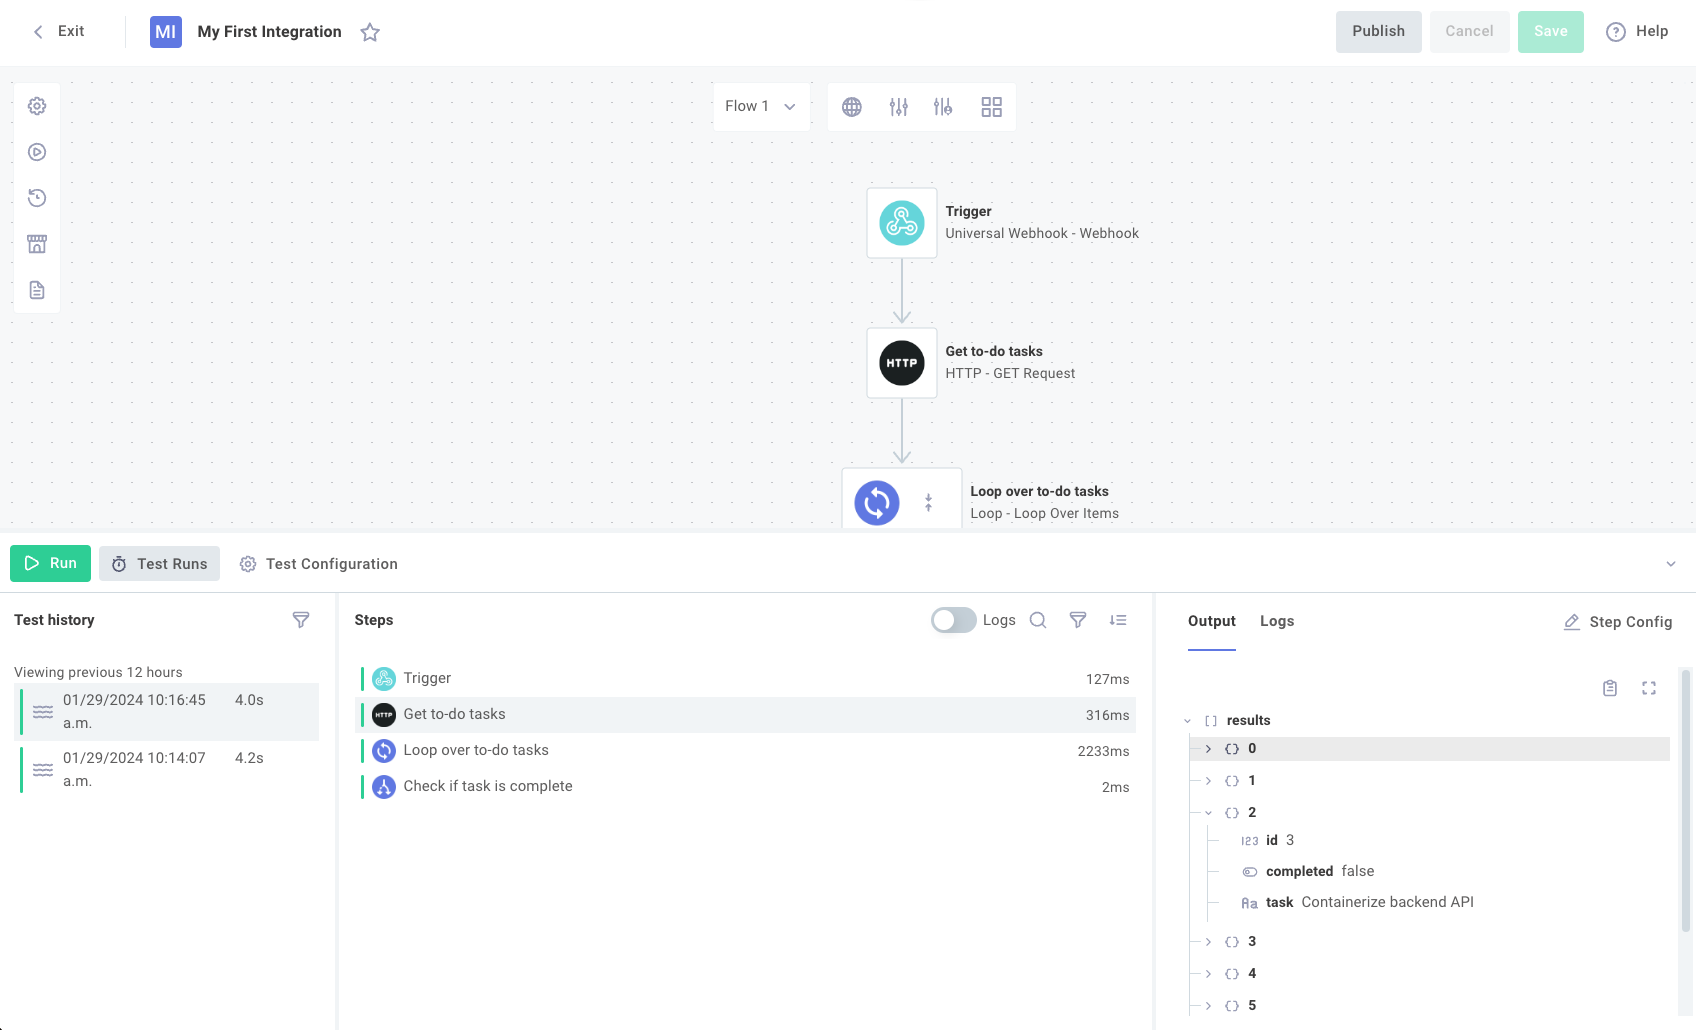 Exit
MI
My First Integration
Publish
Cancel
Save
? Help
Flow 1
Trigger
Universal Webhook - Webhook
HTTP
Get to-do tasks
HTTP - GET Request
Loop over to-do tasks
Loop - Loop Over Items
Run
Test Runs
Test Configuration
Test history
Viewing previous 12 hours
01/29/2024 10:16:45 4.0s
a.m.
01/29/2024 10:14:07 4.2s
a.m.
Steps
Logs
Trigger 127ms
HTTP Get to-do tasks 316ms
Loop over to-do tasks 2233ms
Check if task is complete 2ms
Output Logs
Step Config
[] results
{} 0
{} 1
{} 2
123 id 3
completed false
Aa task Containerize backend API
{} 3
{} 4
{} 5